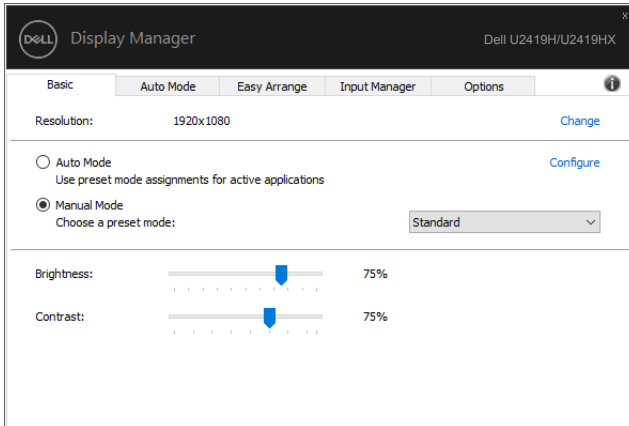 x
DELL Display Manager Dell U2419H/U2419HX
Basic Auto Mode Easy Arrange Input Manager Options i
Resolution: 1920x1080 Change
Auto Mode Configure
Use preset mode assignments for active applications
Manual Mode
Choose a preset mode: Standard
Brightness: 75%
Contrast: 75%